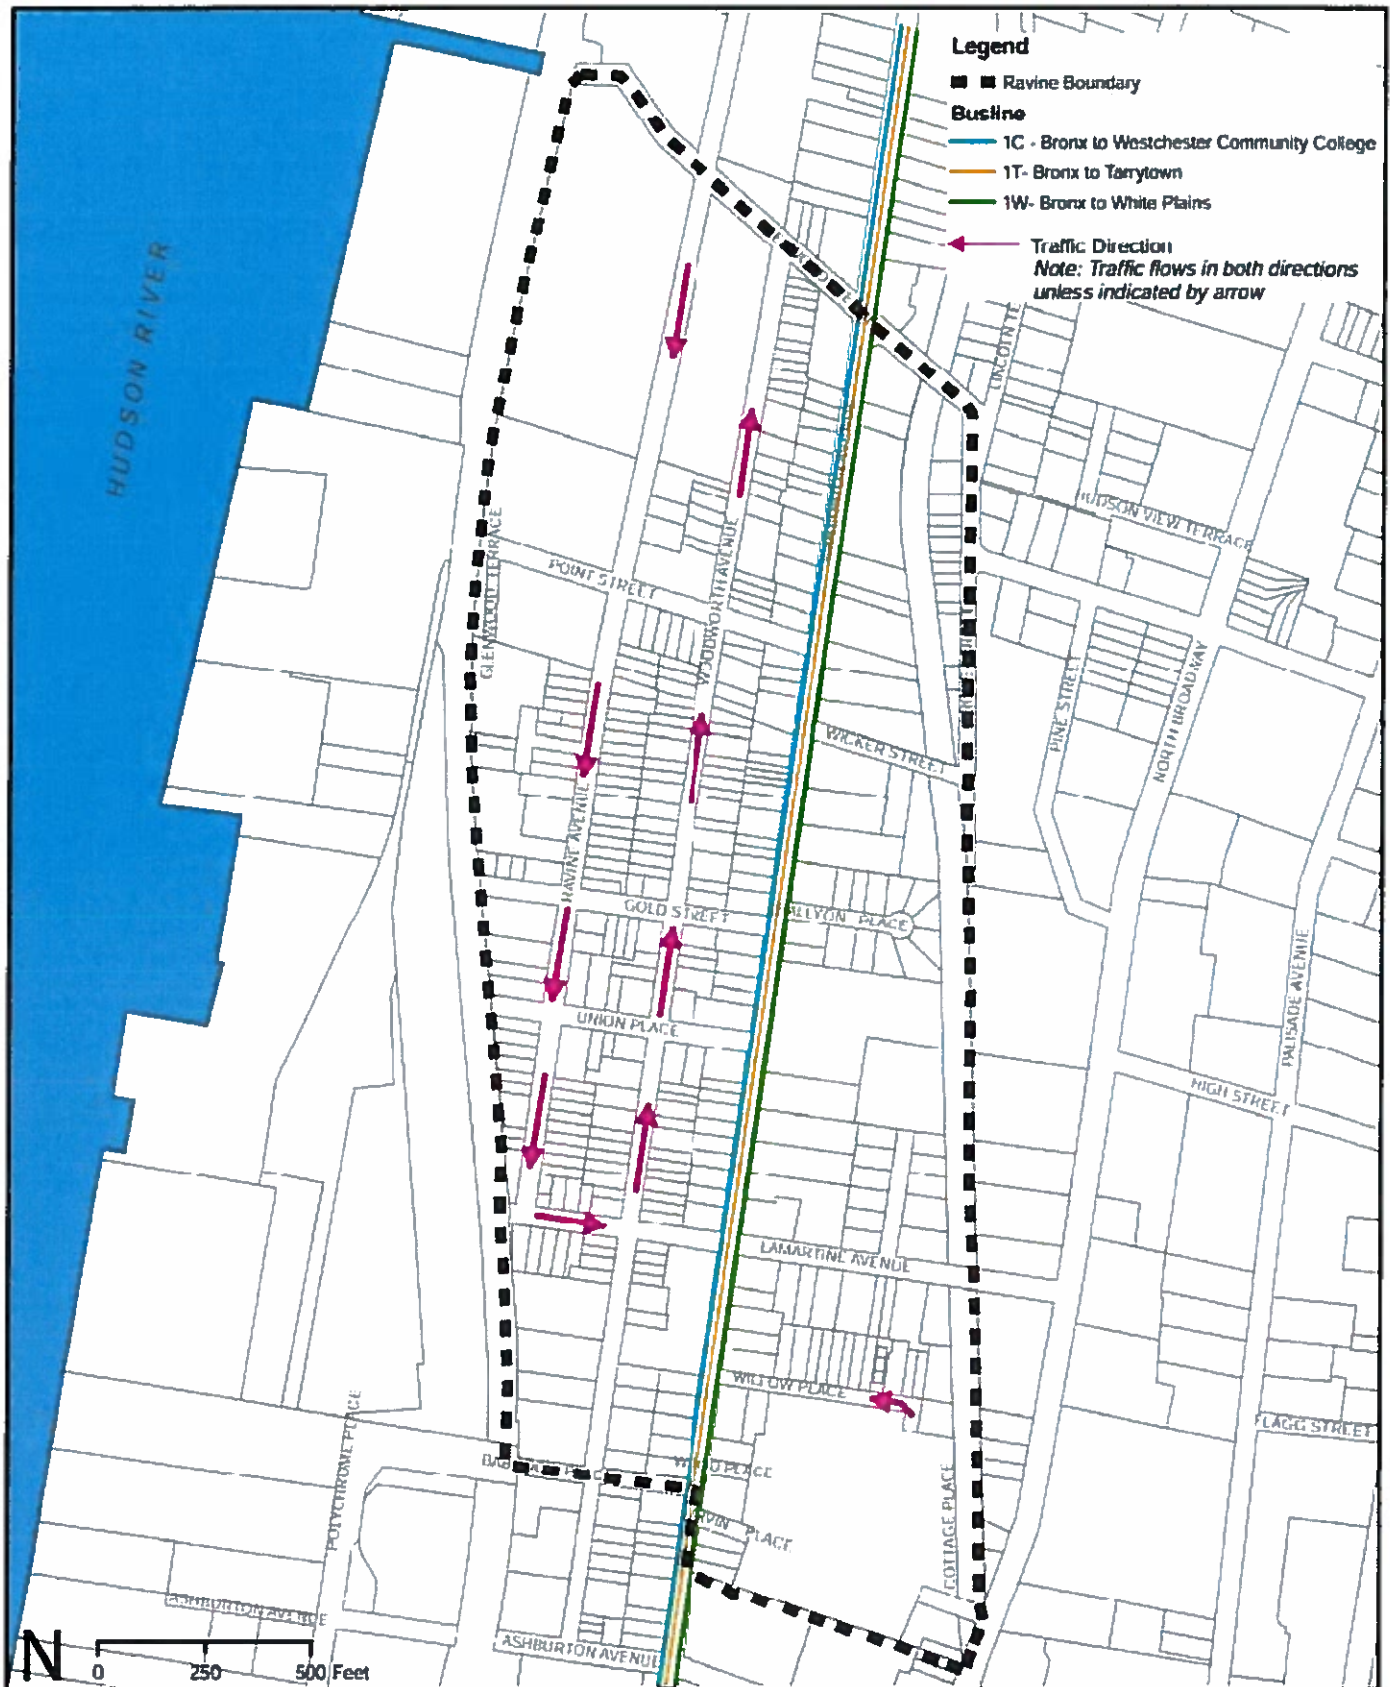 Legend
Ravine Boundary
Busline
1C - Bronx to Westchester Community College
1T- Bronx to Tarrytown
1W- Bronx to White Plains
Traffic Direction
Note: Traffic flows in both directions
unless indicated by arrow
HUDSON RIVER
HUDSON VIEW TERRACE
GLENWOOD TERRACE
POINT STREET
WOODWORTH AVENUE
PINE STREET
NORTH BROADWAY
WICKER STREET
RAVINE AVENUE
GOLD STREET
PLACE
UNION PLACE
PALISADE AVENUE
HIGH STREET
LAMARTINE AVENUE
WILLOW PLACE
FLAGG STREET
POLYCHROME PLACE
PLACE
PLACE
COTTAGE PLACE
ASHBURTON AVENUE
ASHBURTON AVENUE
N
0 250 500 Feet